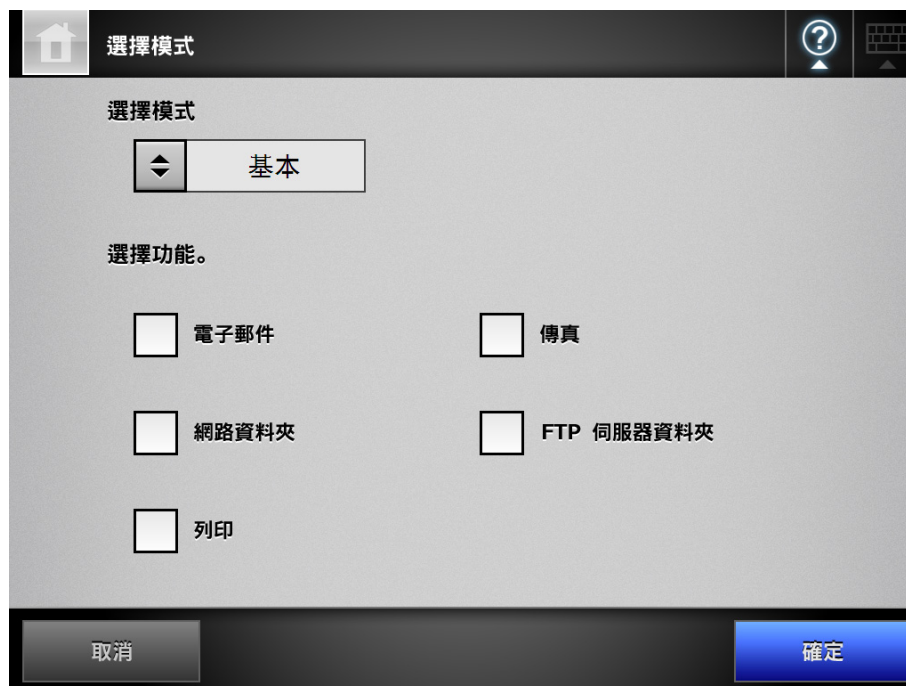 選擇模式
選擇模式
基本
選擇功能。
電子郵件
傳真
網路資料夾
FTP 伺服器資料夾
列印
取消
確定